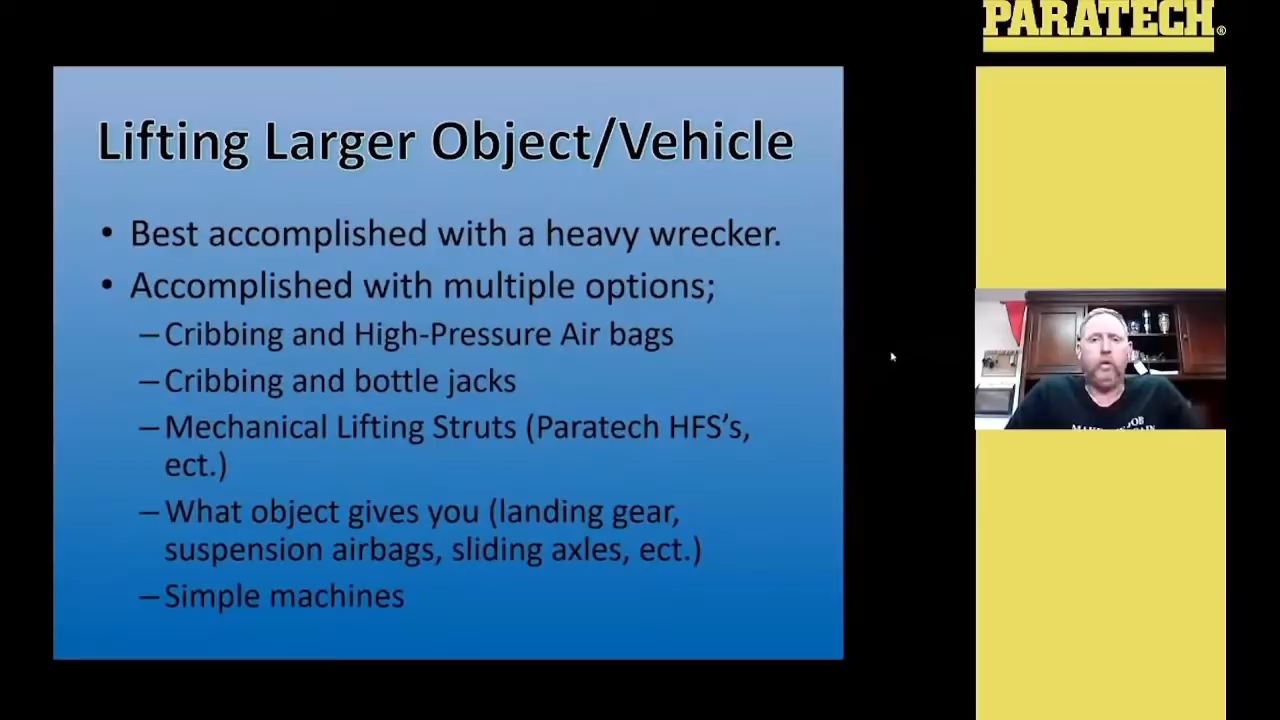 PARATECH®
Lifting Larger Object/Vehicle
• Best accomplished with a heavy wrecker.
• Accomplished with multiple options;
–Cribbing and High-Pressure Air bags
–Cribbing and bottle jacks
–Mechanical Lifting Struts (Paratech HFS's,
ect.)
–What object gives you (landing gear,
suspension airbags, sliding axles, ect.)
–Simple machines